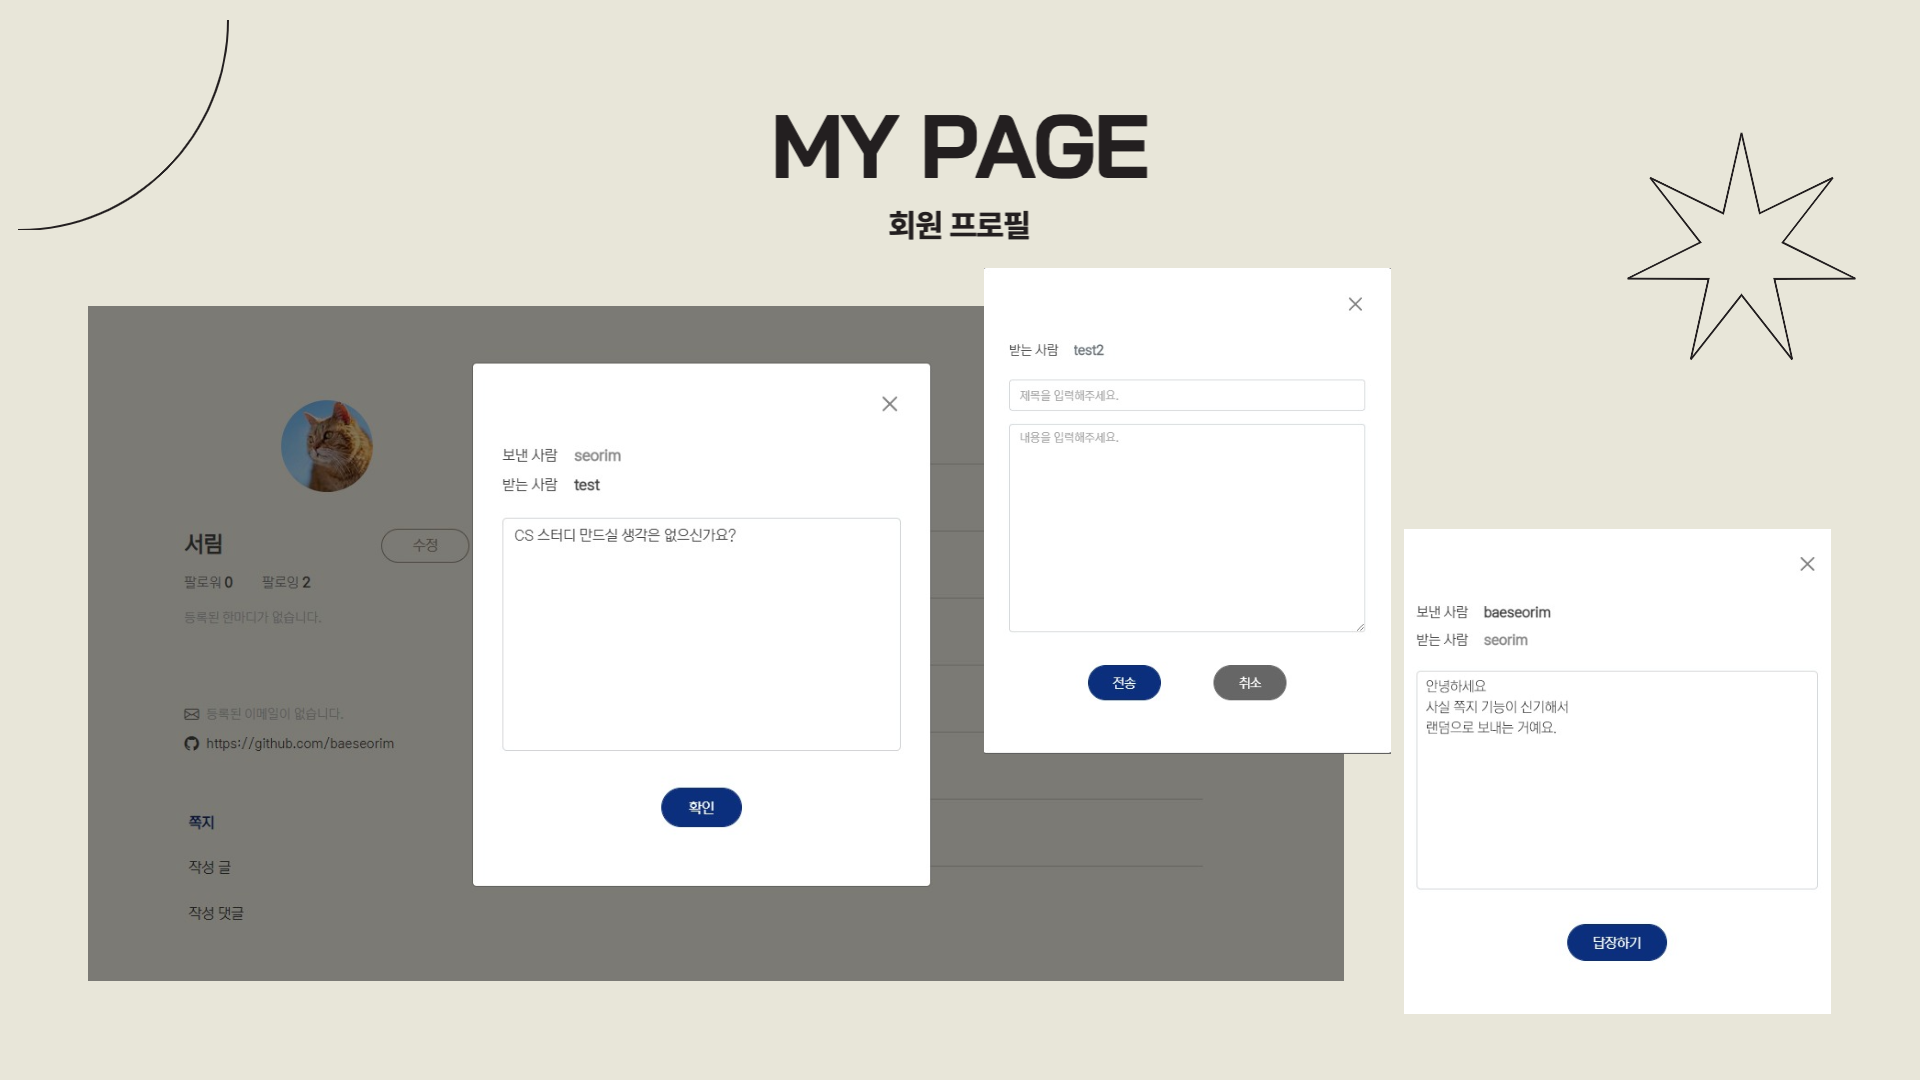 MY PAGE
회원 프로필
서림
수정
팔로워 0 팔로잉 2
등록된 한마디가 없습니다.
등록된 이메일이 없습니다.
https://github.com/baeseorim
쪽지
작성 글
작성 댓글
보낸 사람 seorim
받는 사람 test
CS 스터디 만드실 생각은 없으신가요?
확인
받는 사람 test2
제목을 입력해주세요.
내용을 입력해주세요.
전송 취소
보낸 사람 baeseorim
받는 사람 seorim
안녕하세요
사실 쪽지 기능이 신기해서
랜덤으로 보내는 거예요.
답장하기